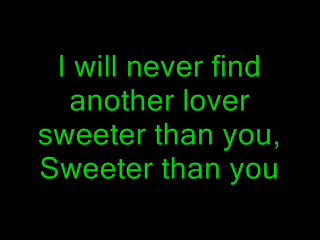 I will never find
another lover
sweeter than you,
Sweeter than you